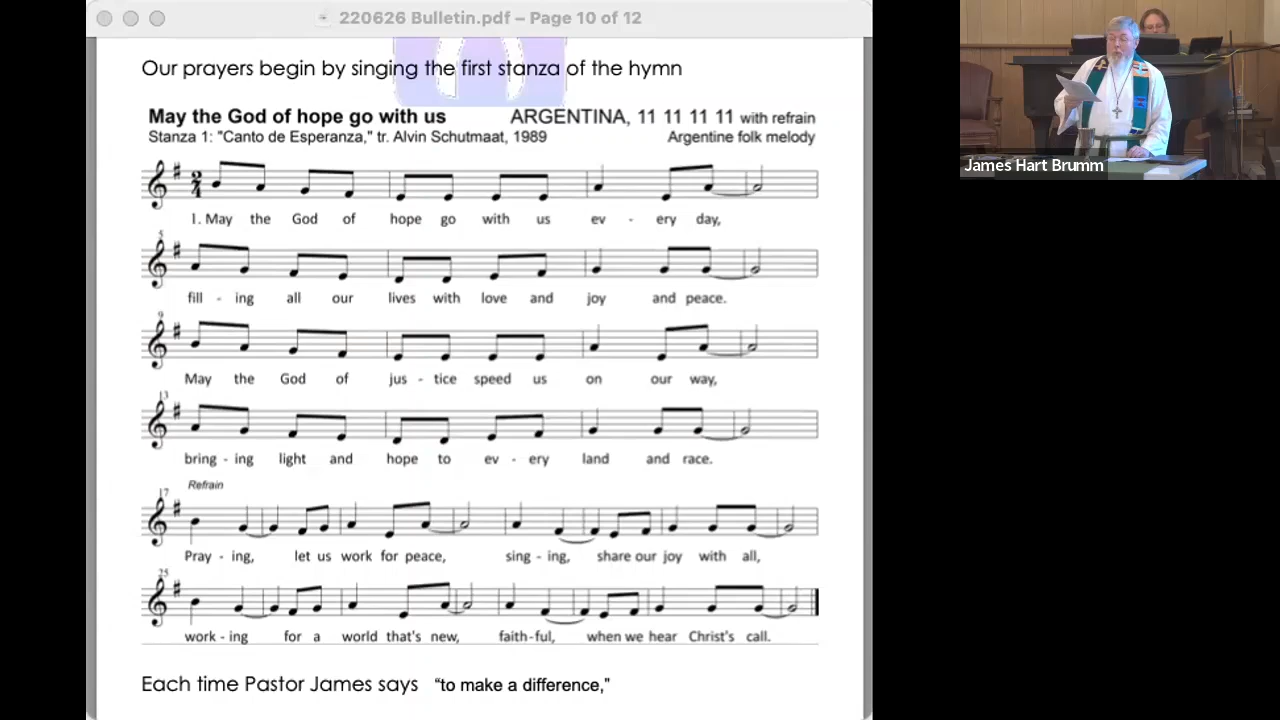 220626 Bulletin.pdf – Page 10 of 12
Our prayers begin by singing the first stanza of the hymn
May the God of hope go with us ARGENTINA, 11 11 11 11 with refrain
Stanza 1: "Canto de Esperanza," tr. Alvin Schutmaat, 1989 Argentine folk melody
2
4
1. May the God of hope go with us ev - ery day,
5
fill - ing all our lives with love and joy and peace.
9
May the God of jus - tice speed us on our way,
13
bring - ing light and hope to ev - ery land and race.
Refrain
17
Pray - ing, let us work for peace, sing - ing, share our joy with all,
25
work - ing for a world that's new, faith - ful, when we hear Christ's call.
Each time Pastor James says “to make a difference,”
James Hart Brumm